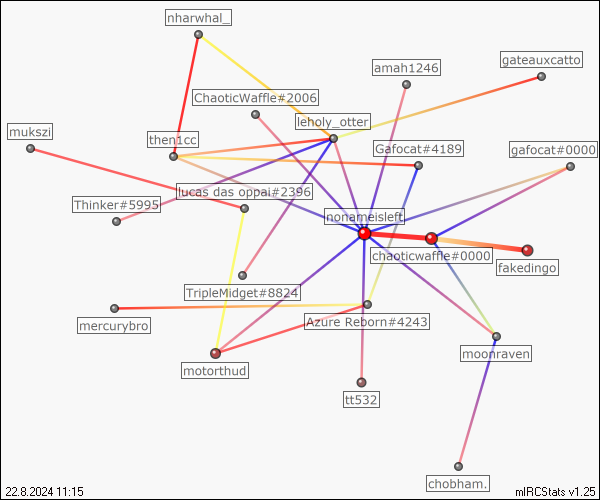 nharwhal_
gateauxcatto
amah1246
ChaoticWaffle#2006
leholy_otter
mukszi
then1cc
Gafocat#4189
gafocat#0000
lucas das oppai#2396
Thinker#5995
nonameisleft
chaoticwaffle#0000
fakedingo
TripleMidget#8824
mercurybro
Azure Reborn#4243
moonraven
motorthud
tt532
chobham.
22.8.2024 11:15
mIRCStats v1.25